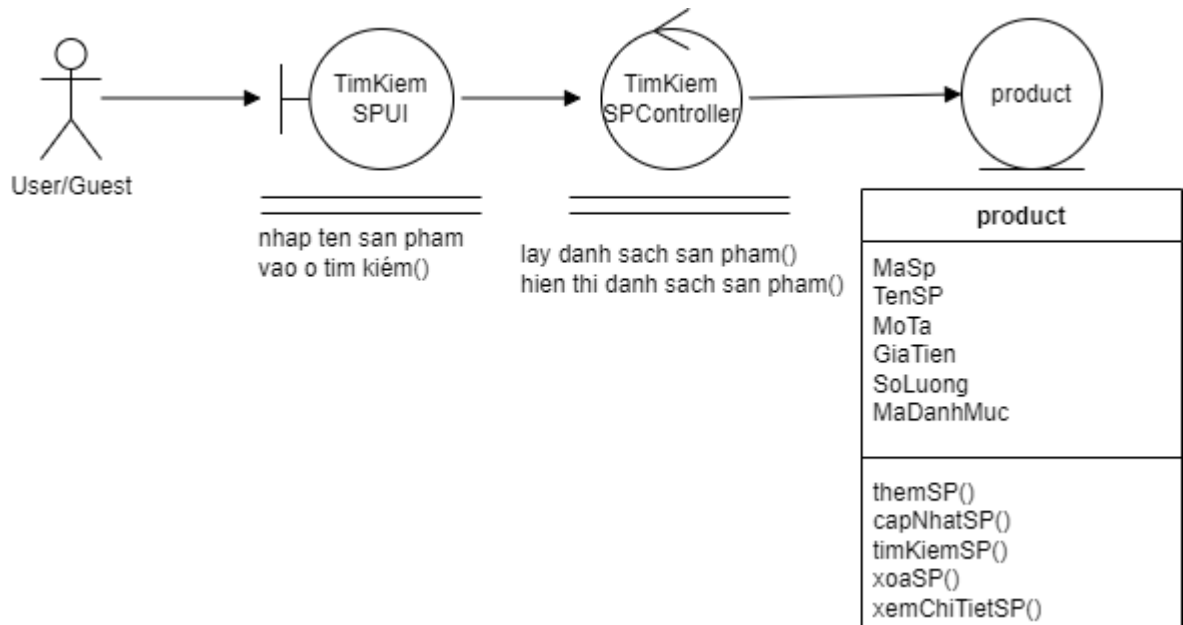 User/Guest
TimKiem
SPUI
nhap ten san pham
vao o tim kiém()
TimKiem
SPController
lay danh sach san pham()
hien thi danh sach san pham()
product
product
MaSp
TenSP
MoTa
GiaTien
SoLuong
MaDanhMuc
themSP()
capNhatSP()
timKiemSP()
xoaSP()
xemChiTietSP()